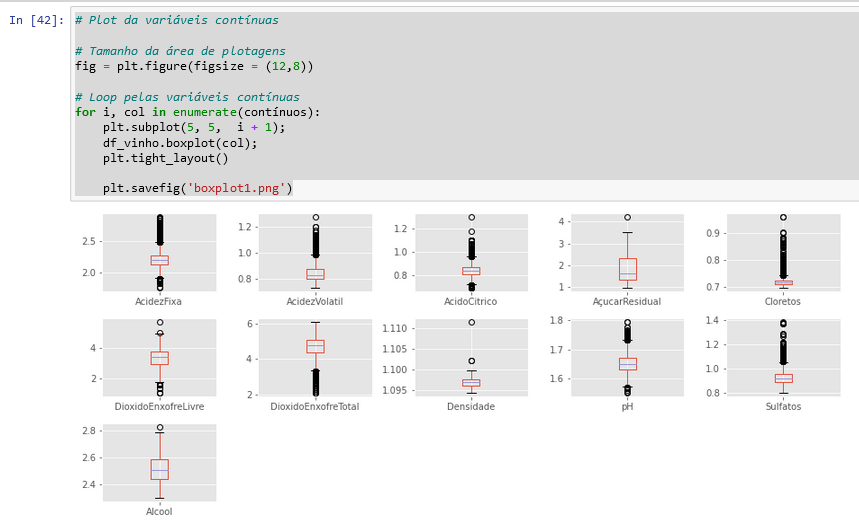 In [42]: # Plot da variáveis contínuas
# Tamanho da área de plotagens
fig = plt.figure(figsize = (12,8))
# Loop pelas variáveis contínuas
for i, col in enumerate(contínuos):
plt.subplot(5, 5,  i + 1);
df_vinho.boxplot(col);
plt.tight_layout()
plt.savefig('boxplot1.png')
2.5
2.0
AcidezFixa
1.2
1.0
0.8
AcidezVolatil
1.2
1.0
0.8
AcidoCitrico
4
3
2
1
AçucarResidual
0.9
0.8
0.7
Cloretos
4
2
DioxidoEnxofreLivre
6
4
2
DioxidoEnxofreTotal
1.110
1.105
1.100
1.095
Densidade
1.8
1.7
1.6
pH
1.4
1.2
1.0
0.8
Sulfatos
2.8
2.6
2.4
Alcool